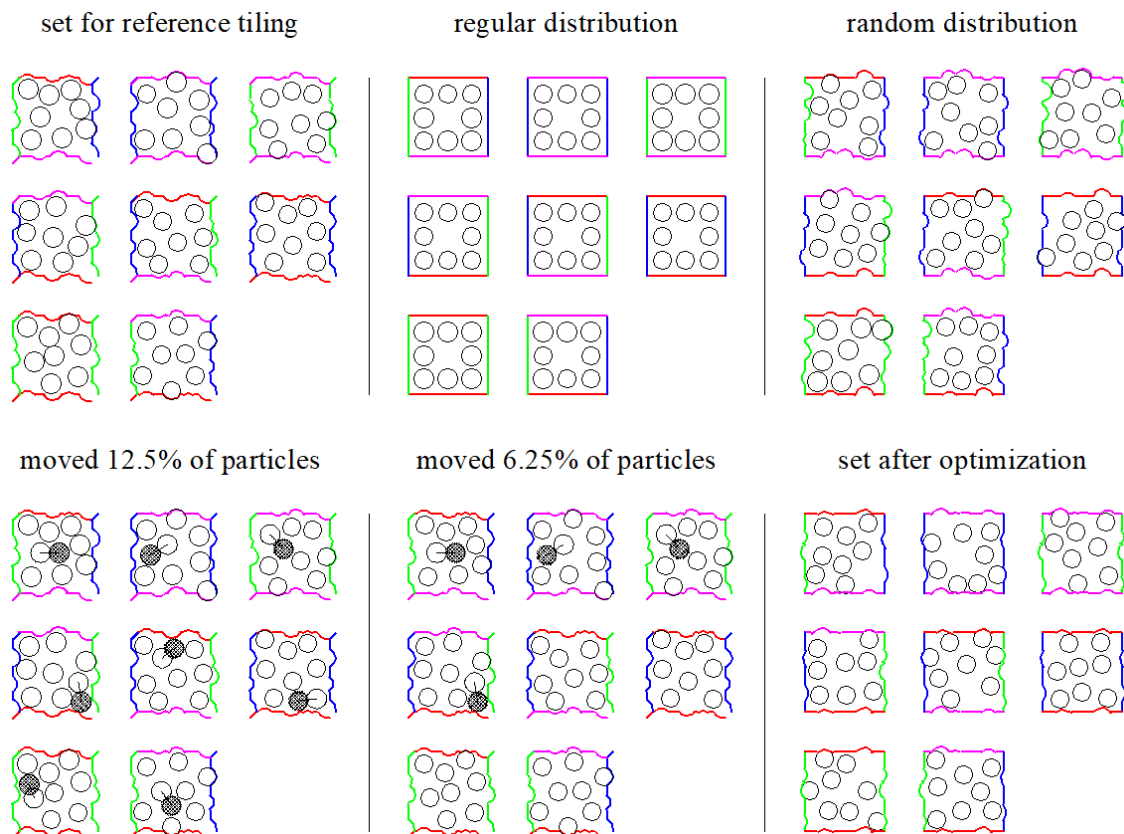 set for reference tiling
regular distribution
random distribution
moved 12.5% of particles
moved 6.25% of particles
set after optimization